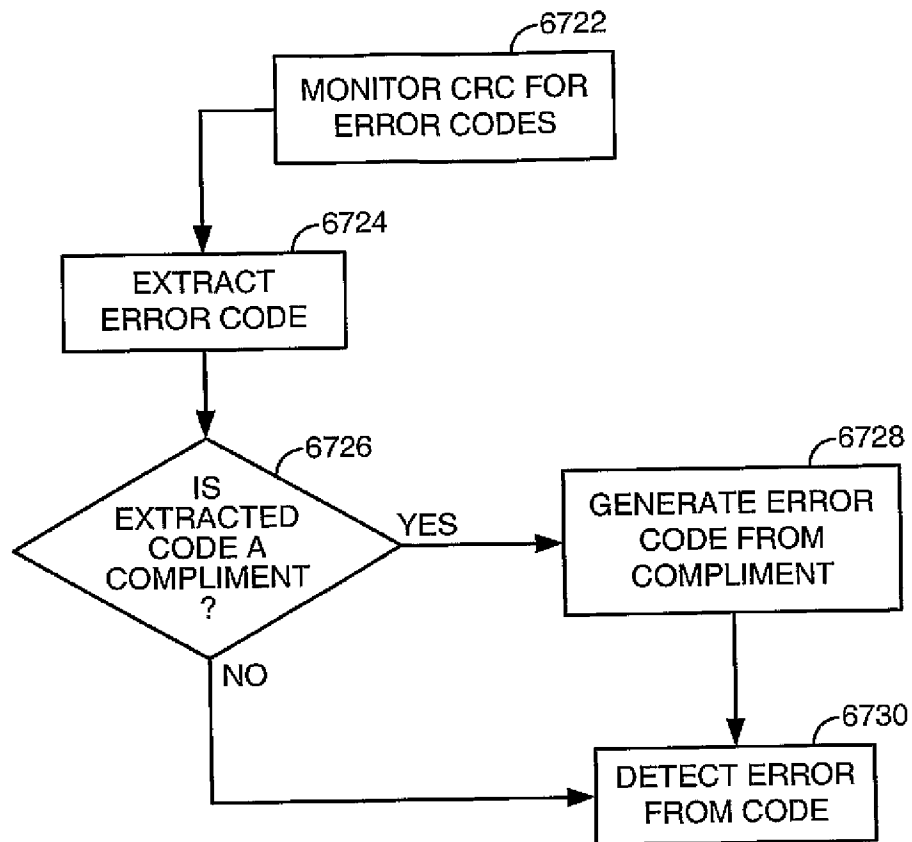 6722
MONITOR CRC FOR
ERROR CODES
6724
EXTRACT
ERROR CODE
6726
IS
EXTRACTED
CODE A
COMPLIMENT
?
YES
NO
6728
GENERATE ERROR
CODE FROM
COMPLIMENT
6730
DETECT ERROR
FROM CODE